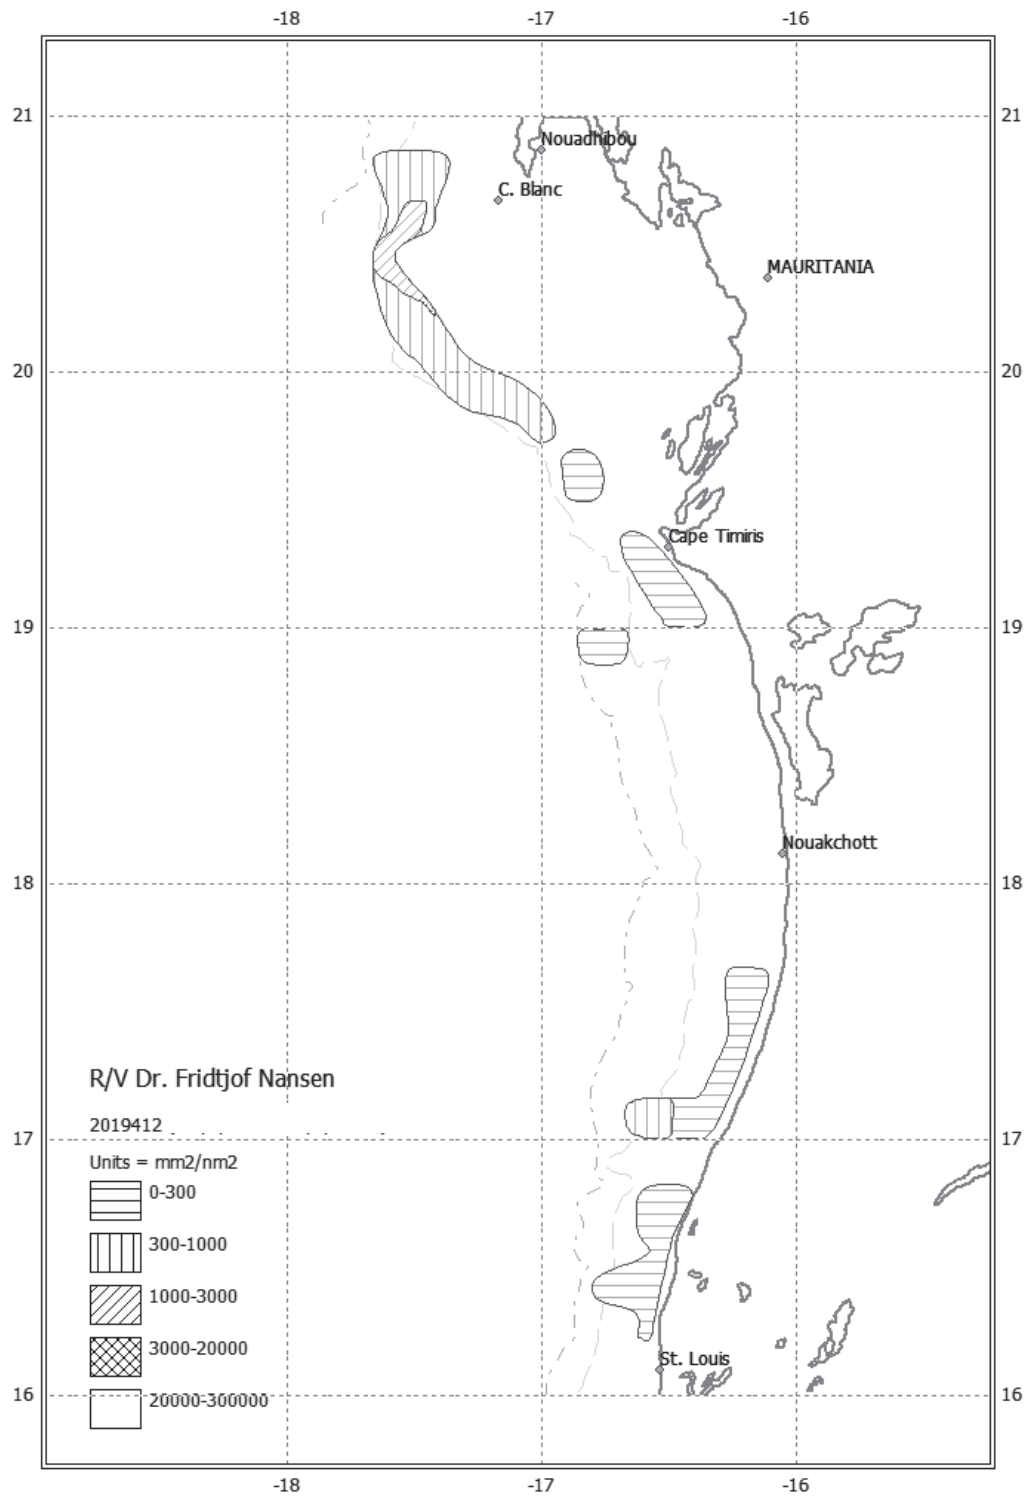 -18 -17 -16
21 21
Nouadhibou
C. Blanc
MAURITANIA
20 20
Cape Timiris
19 19
Nouakchott
18 18
R/V Dr. Fridtjof Nansen
2019412
17 17
Units = mm2/nm2
0-300
300-1000
1000-3000
3000-20000
St. Louis
16 16
20000-300000
-18 -17 -16